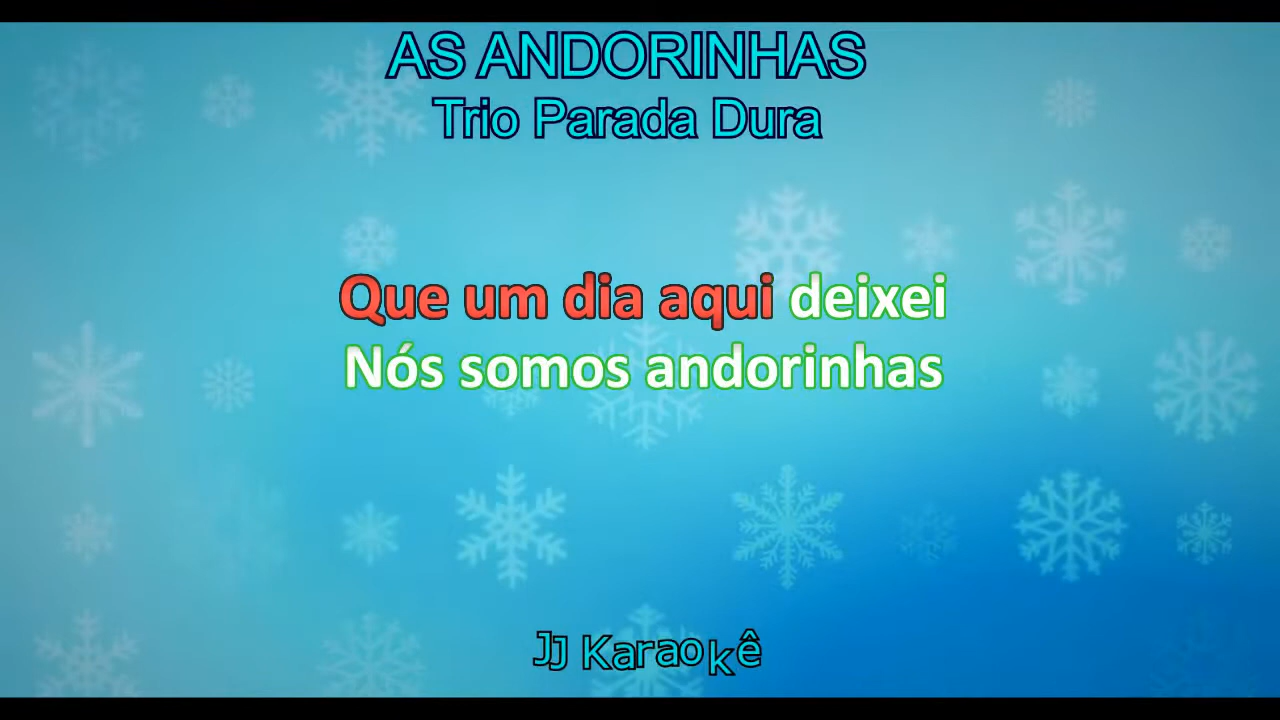 AS ANDORINHAS
Trio Parada Dura
Que um dia aqui deixei
Nós somos andorinhas
JJ Karaokê